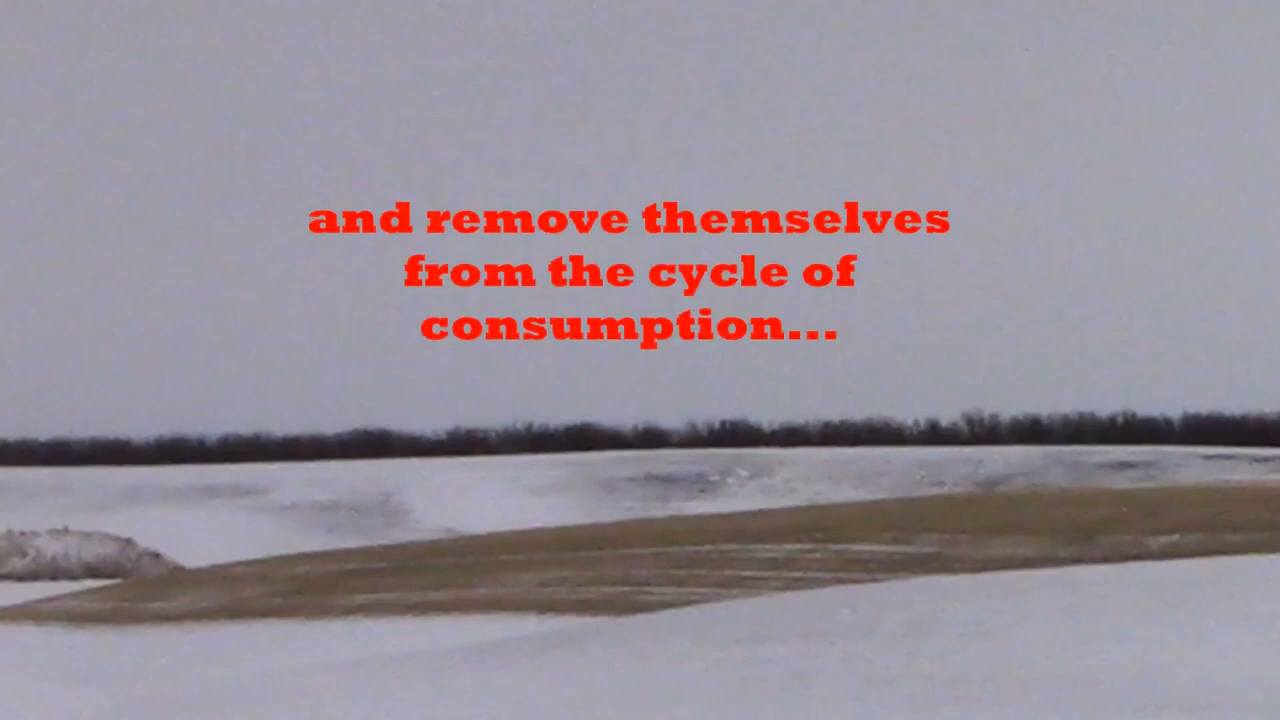 and remove themselves
from the cycle of
consumption...